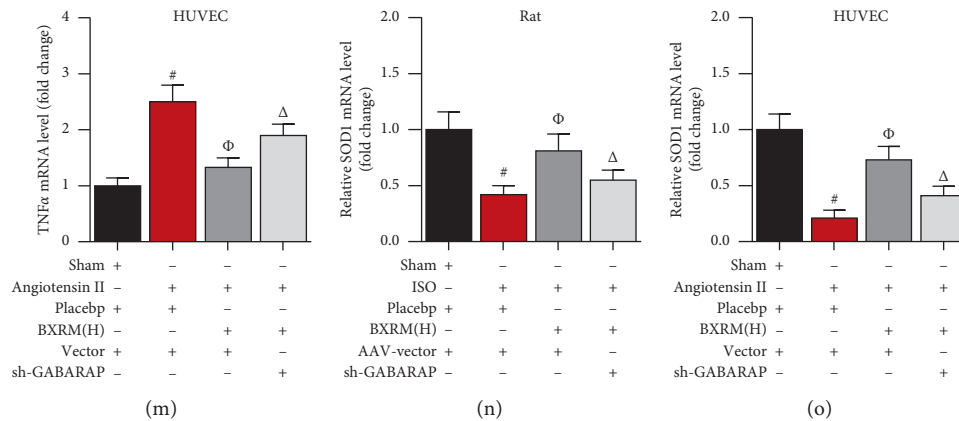 HUVEC
TNFα mRNA level (fold change)
4
3
2
1
0
#
Φ
Δ
Sham + – – –
Angiotensin II – + + +
Placebp + + – –
BXRM(H) – – + +
Vector + + + –
sh-GABARAP – – – +
(m)
Rat
Relative SOD1 mRNA level
(fold change)
2.0
1.5
1.0
0.5
0.0
#
Φ
Δ
Sham + – – –
ISO – + + +
Placebp + + – –
BXRM(H) – – + +
AAV-vector + + + –
sh-GABARAP – – – +
(n)
HUVEC
Relative SOD1 mRNA level
(fold change)
2.0
1.5
1.0
0.5
0.0
#
Φ
Δ
Sham + – – –
Angiotensin II – + + +
Placebp + + – –
BXRM(H) – – + +
Vector + + + –
sh-GABARAP – – – +
(o)